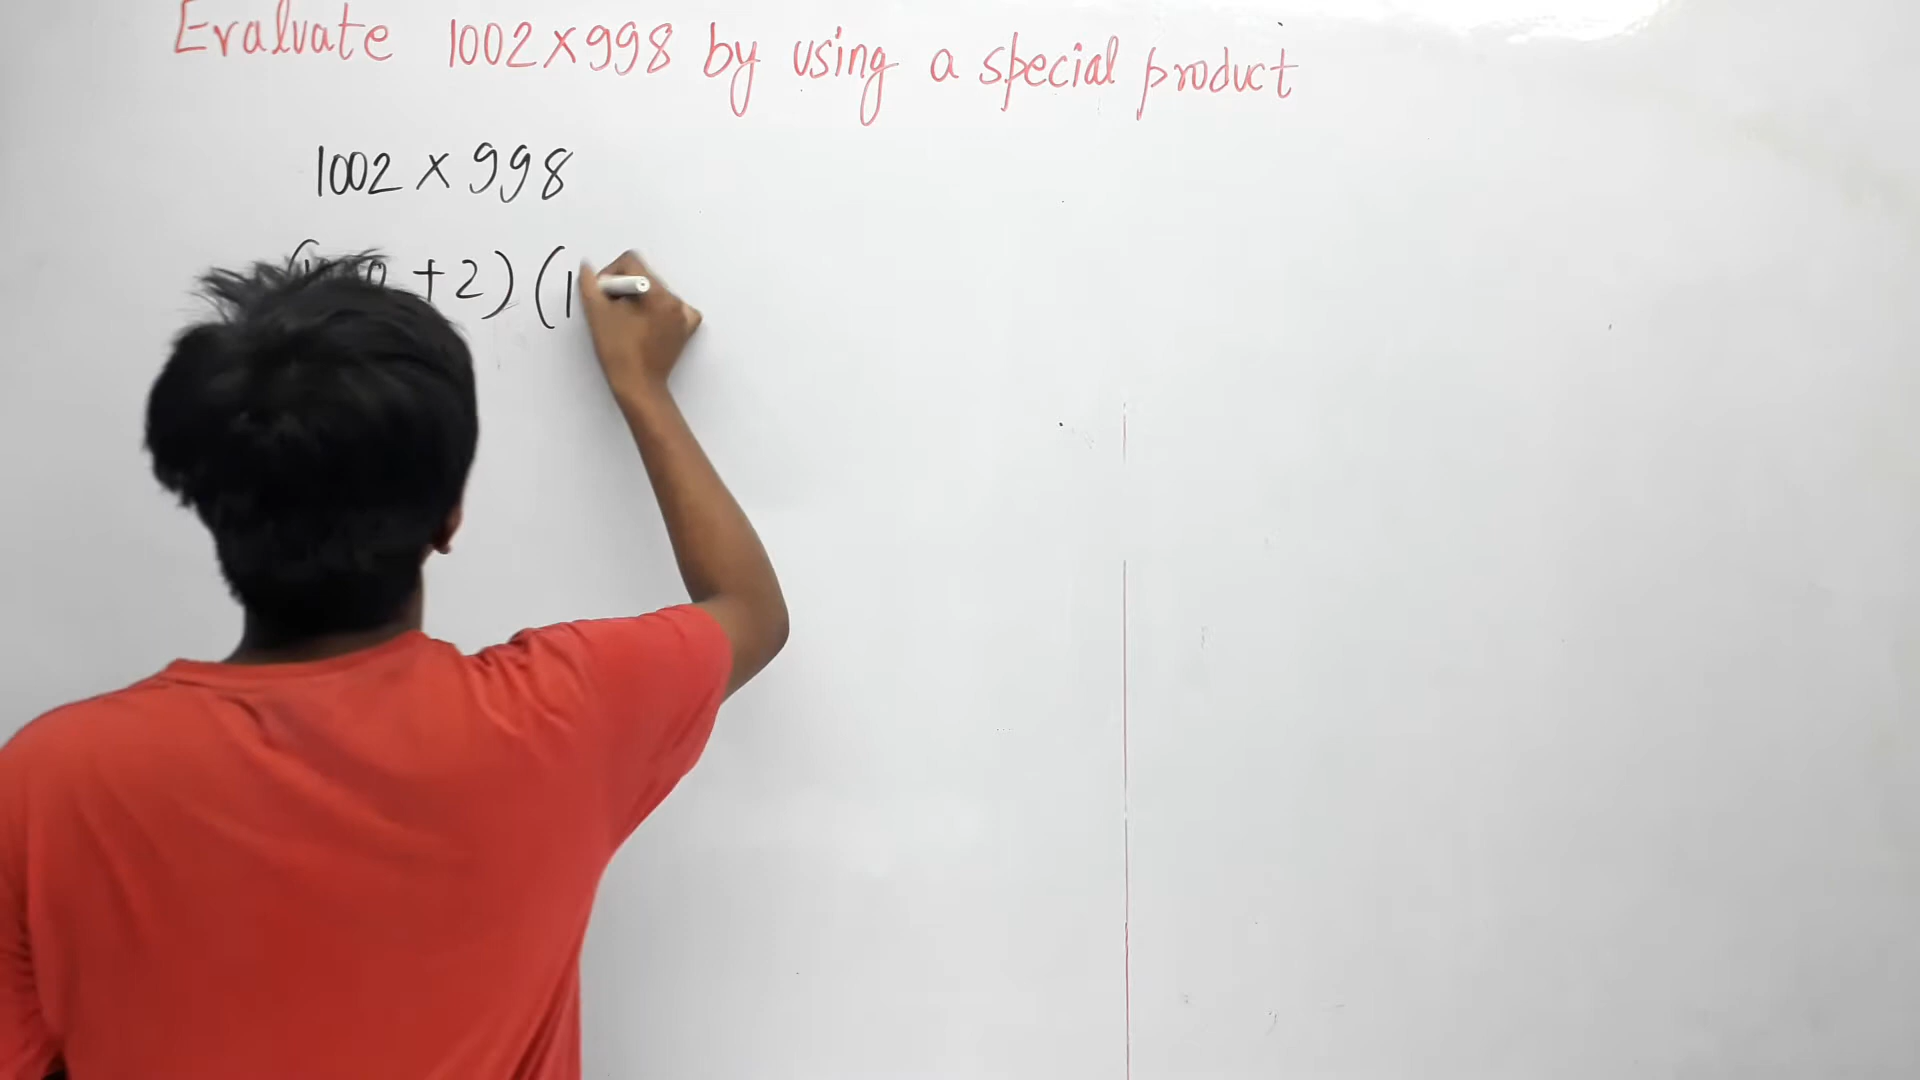 Evaluate 1002×998 by using a special product
1002 × 998
+2) (1